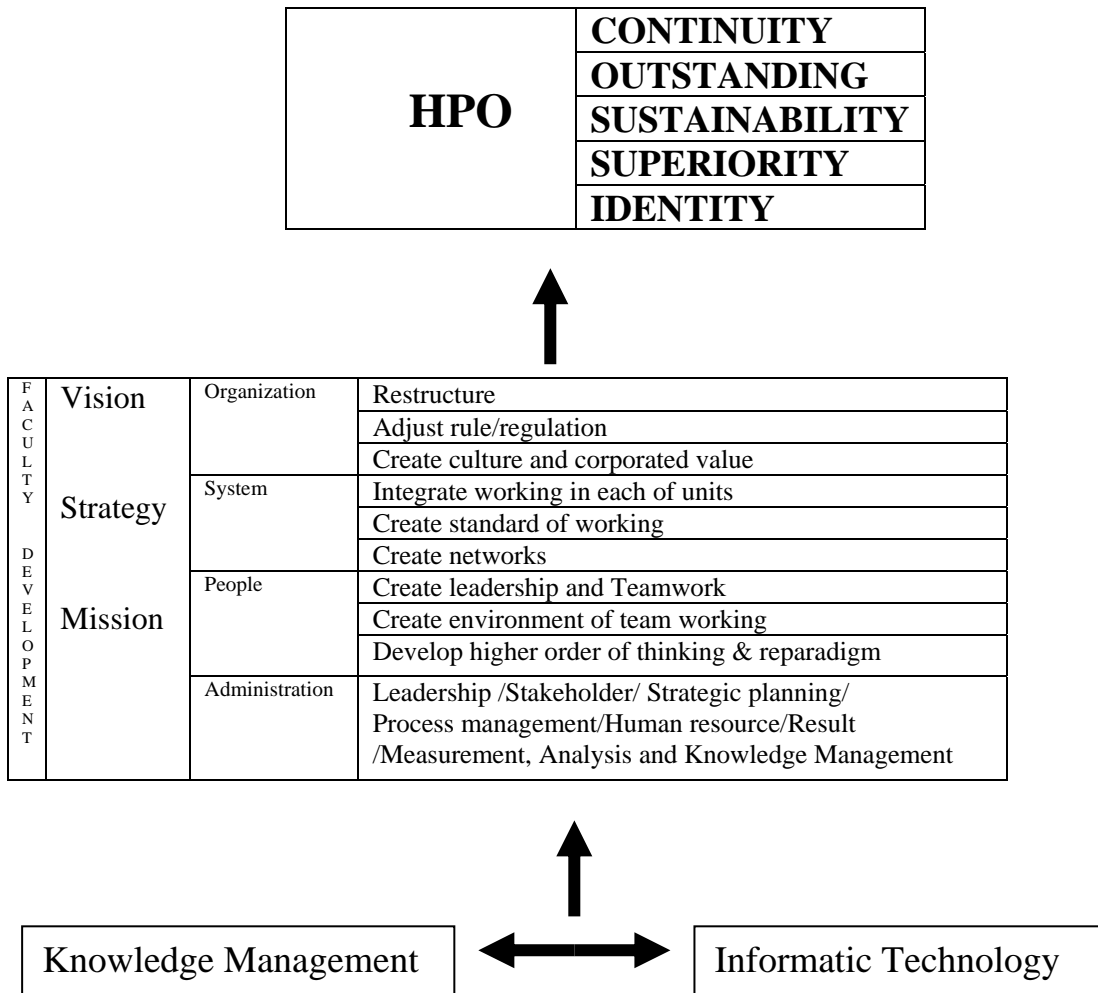 HPO
CONTINUITY
OUTSTANDING
SUSTAINABILITY
SUPERIORITY
IDENTITY
FACULTY DEVELOPMENT
Vision
Strategy
Mission
Organization
Restructure
Adjust rule/regulation
Create culture and corporated value
System
Integrate working in each of units
Create standard of working
Create networks
People
Create leadership and Teamwork
Create environment of team working
Develop higher order of thinking & reparadigm
Administration
Leadership /Stakeholder/ Strategic planning/
Process management/Human resource/Result
/Measurement, Analysis and Knowledge Management
Knowledge Management
Informatic Technology